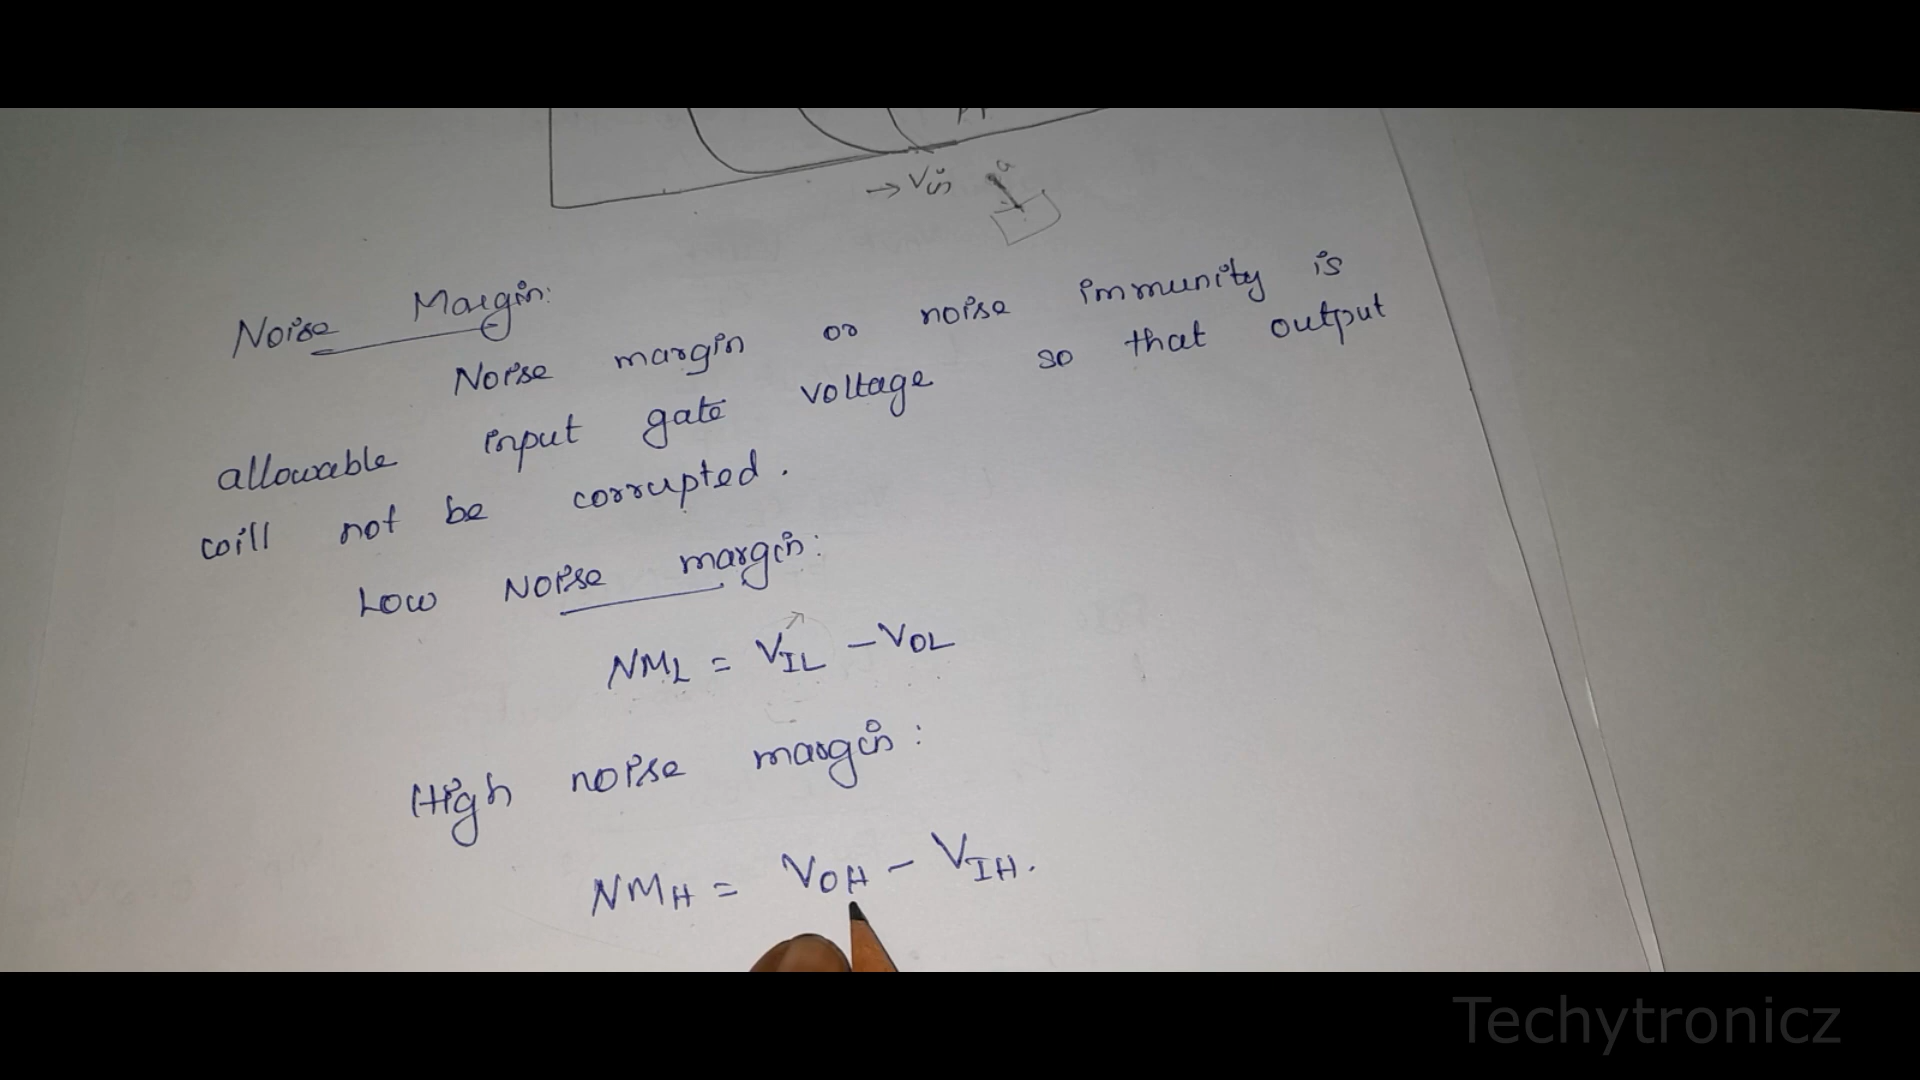 → Vin
Noise Margin:
Noise margin or noise immunity is
allowable input gate voltage so that output
will not be corrupted.
Low Noise margin:
NML = VIL - VOL
High noise margin:
NMH = VOH - VIH.
Techytronicz